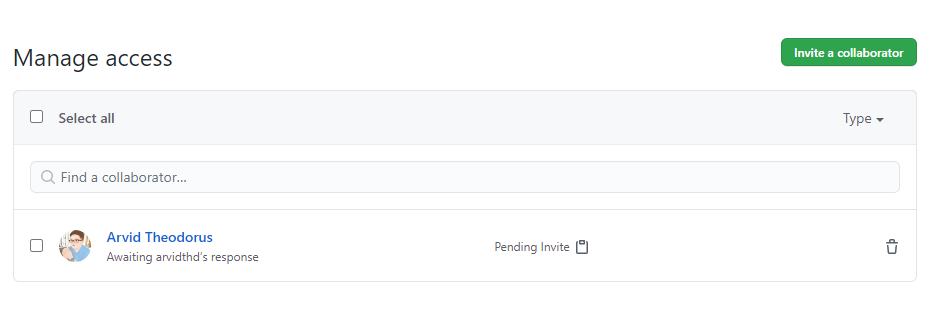 Manage access
Invite a collaborator
Select all
Type
Find a collaborator...
Arvid Theodorus
Awaiting arvidthd's response
Pending Invite